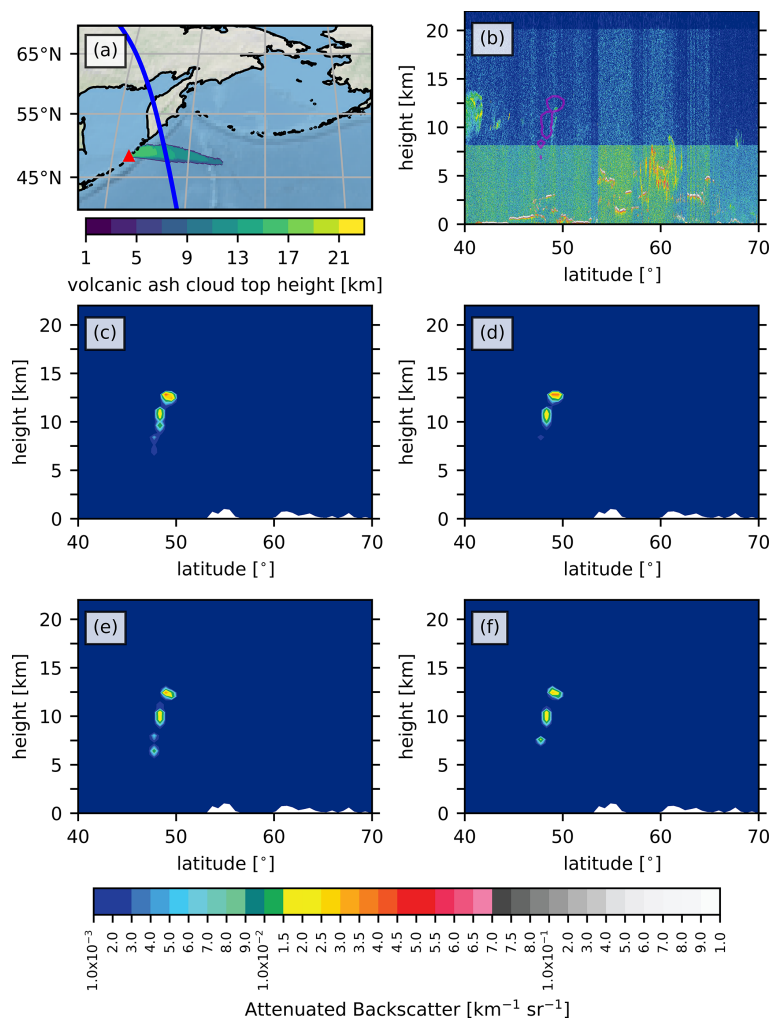 (a)
65°N
55°N
45°N
1 5 9 13 17 21
volcanic ash cloud top height [km]
(b)
height [km]
20
15
10
5
0
40 50 60 70
latitude [°]
(c)
height [km]
20
15
10
5
0
40 50 60 70
latitude [°]
(d)
height [km]
20
15
10
5
0
40 50 60 70
latitude [°]
(e)
height [km]
20
15
10
5
0
40 50 60 70
latitude [°]
(f)
height [km]
20
15
10
5
0
40 50 60 70
latitude [°]
1.0x10⁻³ 2.0 3.0 4.0 5.0 6.0 7.0 8.0 9.0 1.0x10⁻² 1.5 2.0 2.5 3.0 3.5 4.0 4.5 5.5 6.0 6.5 7.0 7.5 8.0 1.0x10⁻¹ 2.0 3.0 4.0 5.0 6.0 7.0 8.0 9.0 1.0
Attenuated Backscatter [km⁻¹ sr⁻¹]